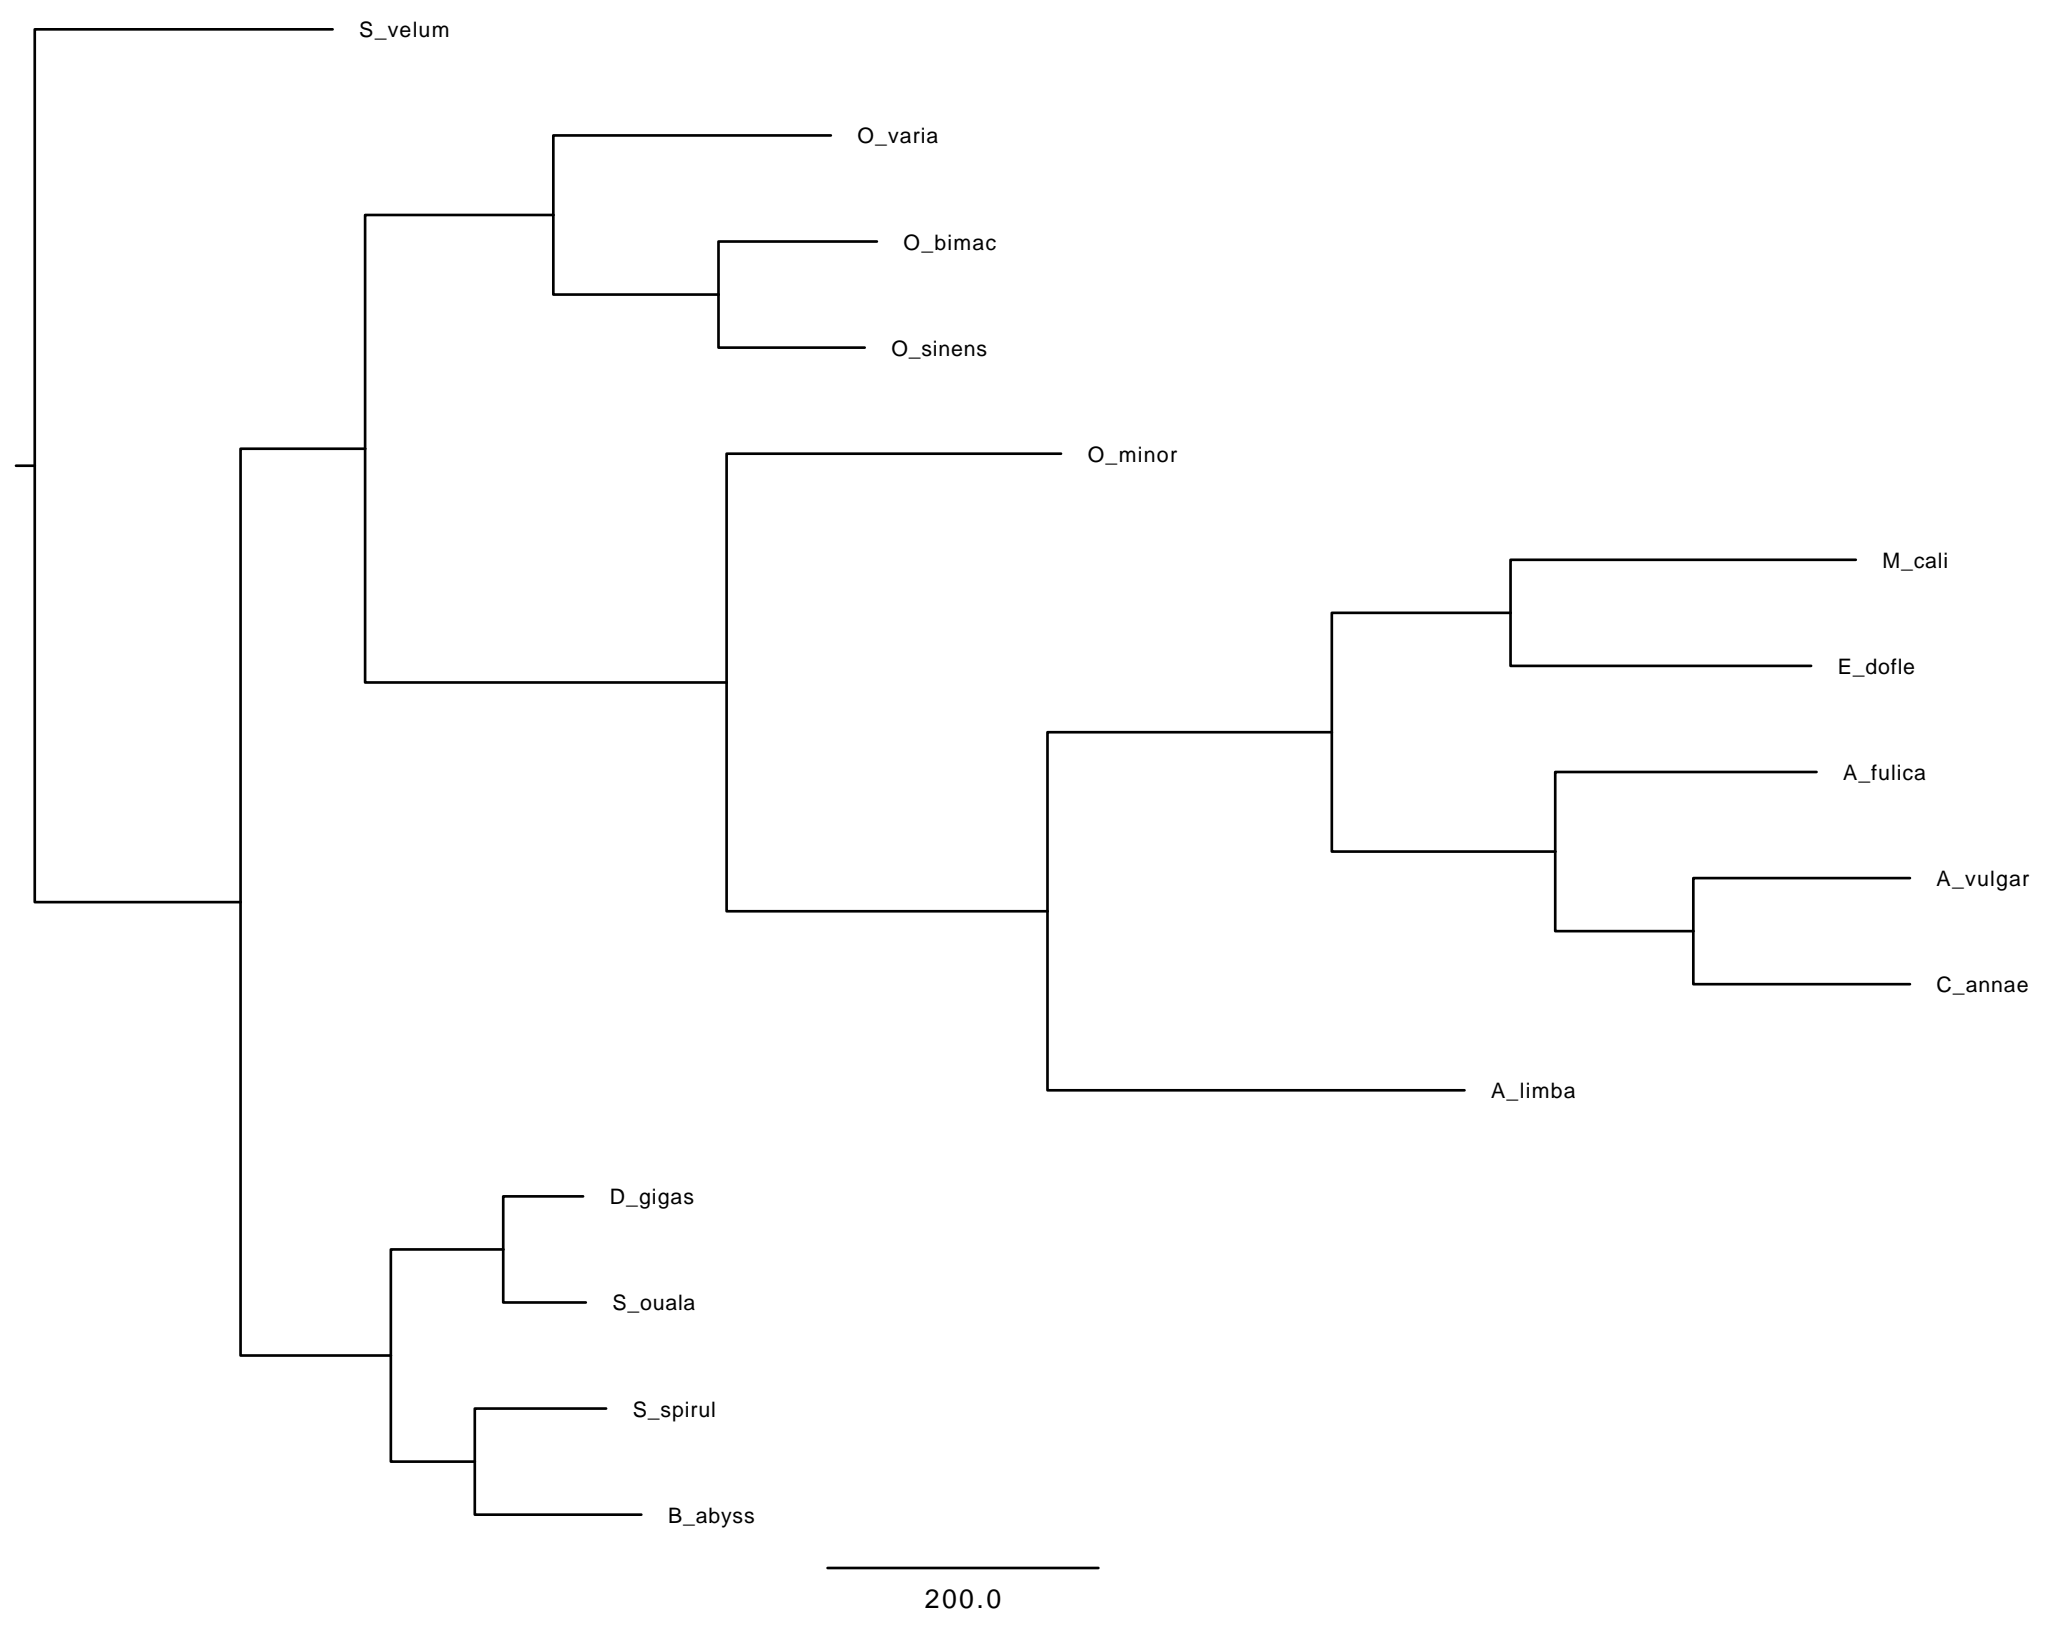 S_velum
O_varia
O_bimac
O_sinens
O_minor
M_cali
E_dofle
A_fulica
A_vulgar
C_annae
A_limba
D_gigas
S_ouala
S_spirul
B_abyss
200.0